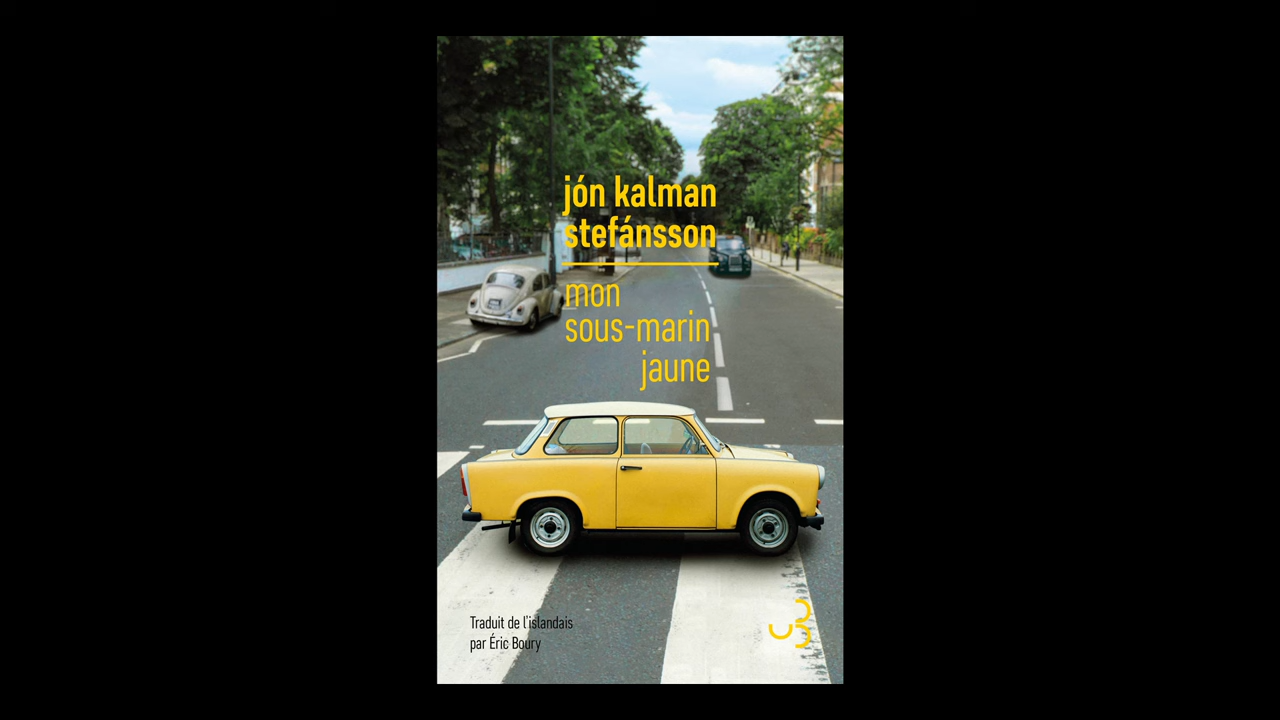 jón kalman
stefánsson
mon
sous-marin
jaune
Traduit de l'islandais
par Éric Boury